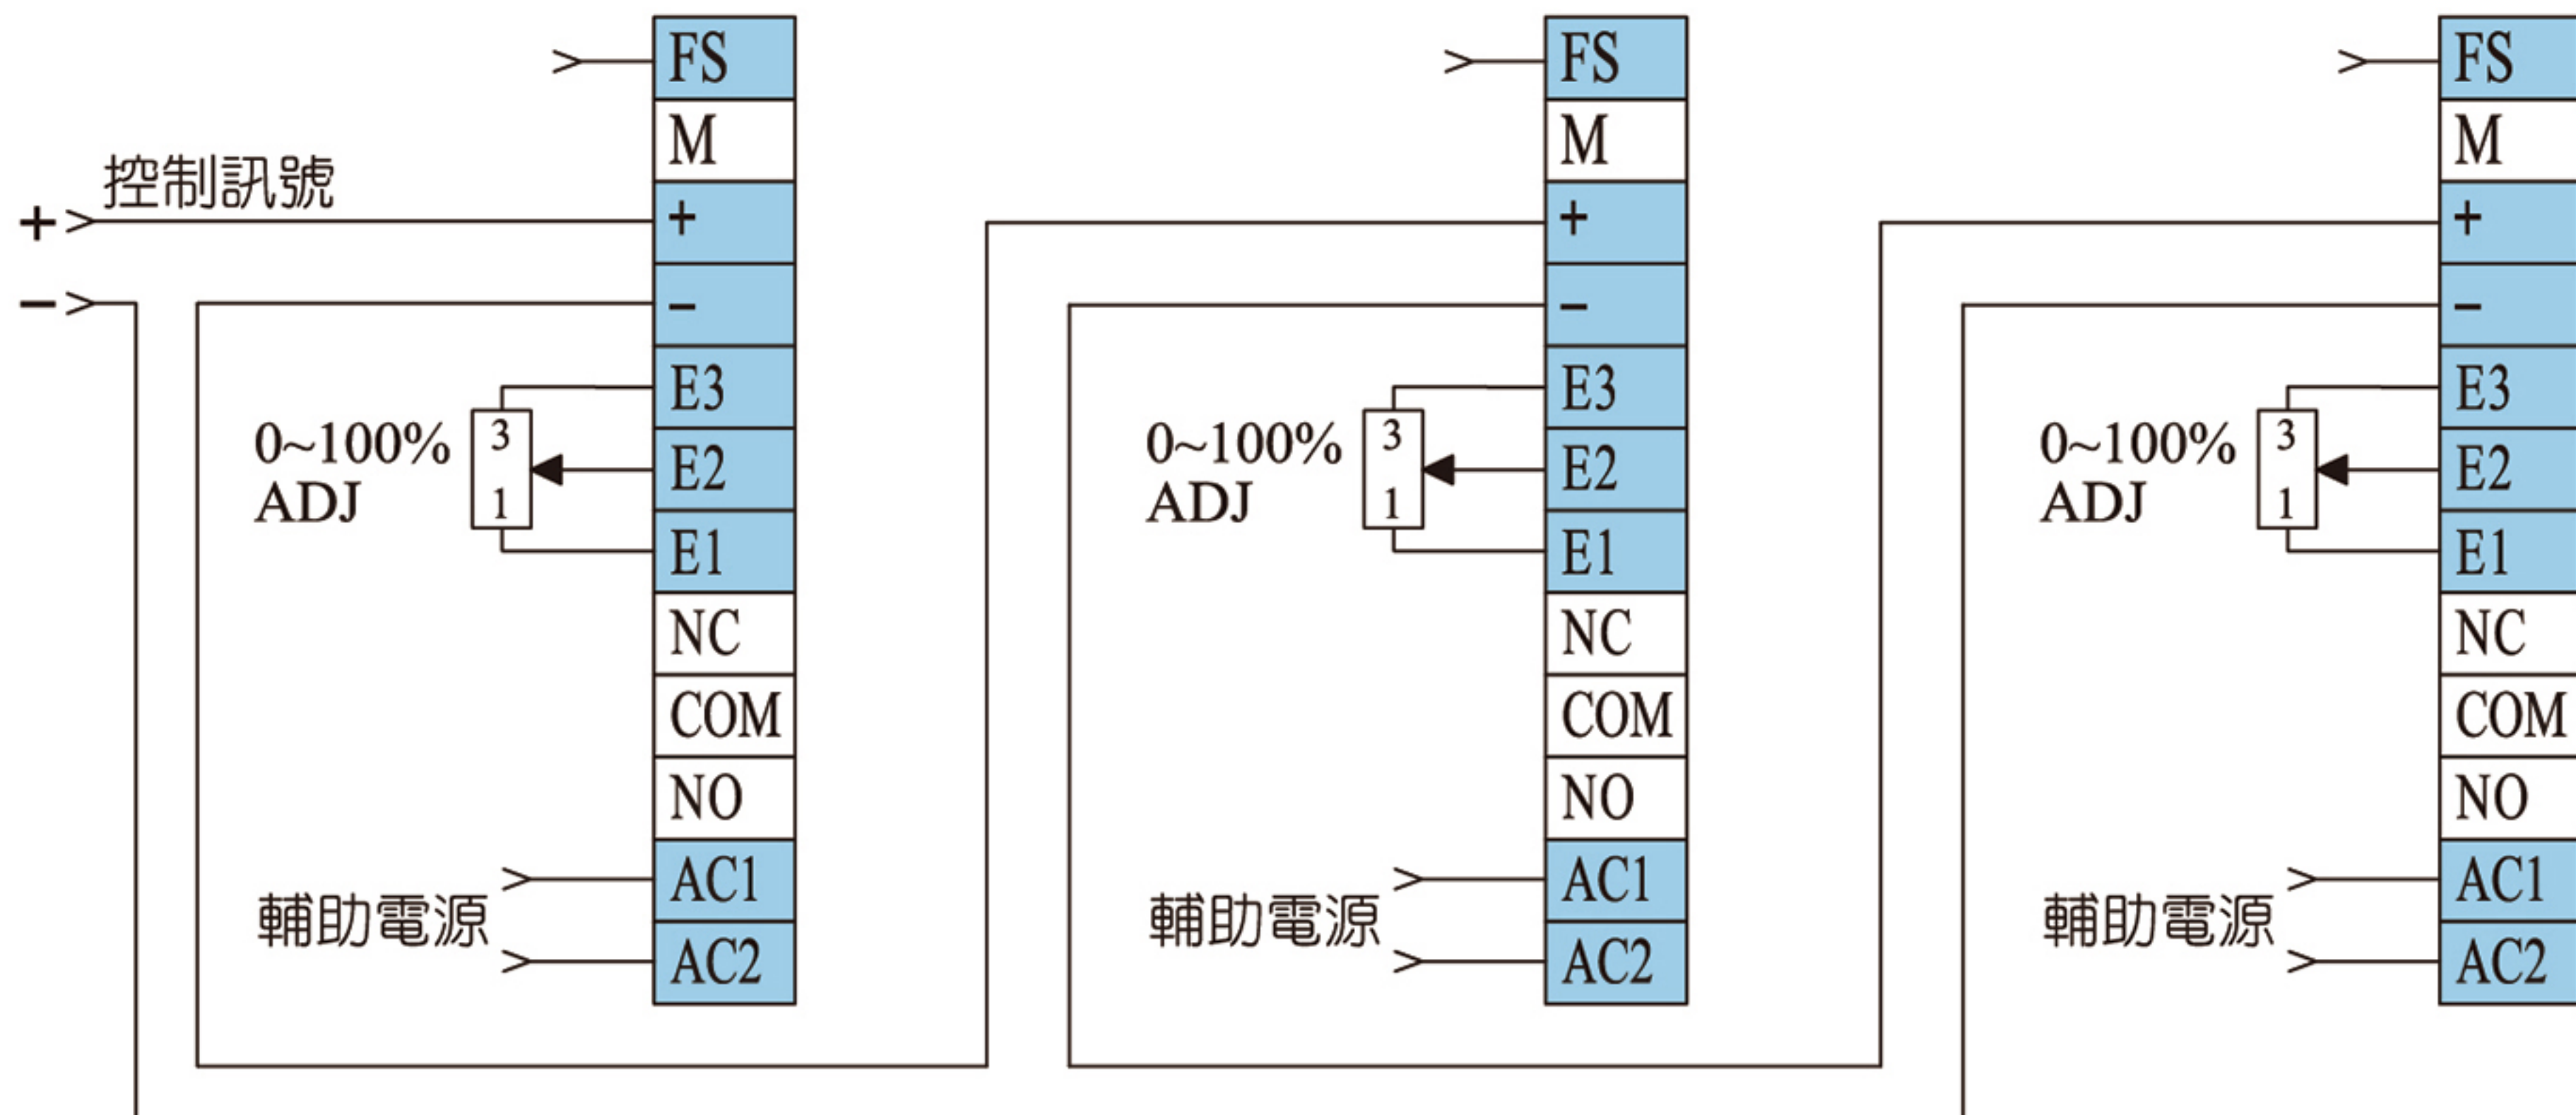 控制訊號
+
−
FS
M
+
−
E3
E2
E1
NC
COM
NO
AC1
AC2
0~100%
ADJ
3
1
輔助電源
FS
M
+
−
E3
E2
E1
NC
COM
NO
AC1
AC2
0~100%
ADJ
3
1
輔助電源
FS
M
+
−
E3
E2
E1
NC
COM
NO
AC1
AC2
0~100%
ADJ
3
1
輔助電源